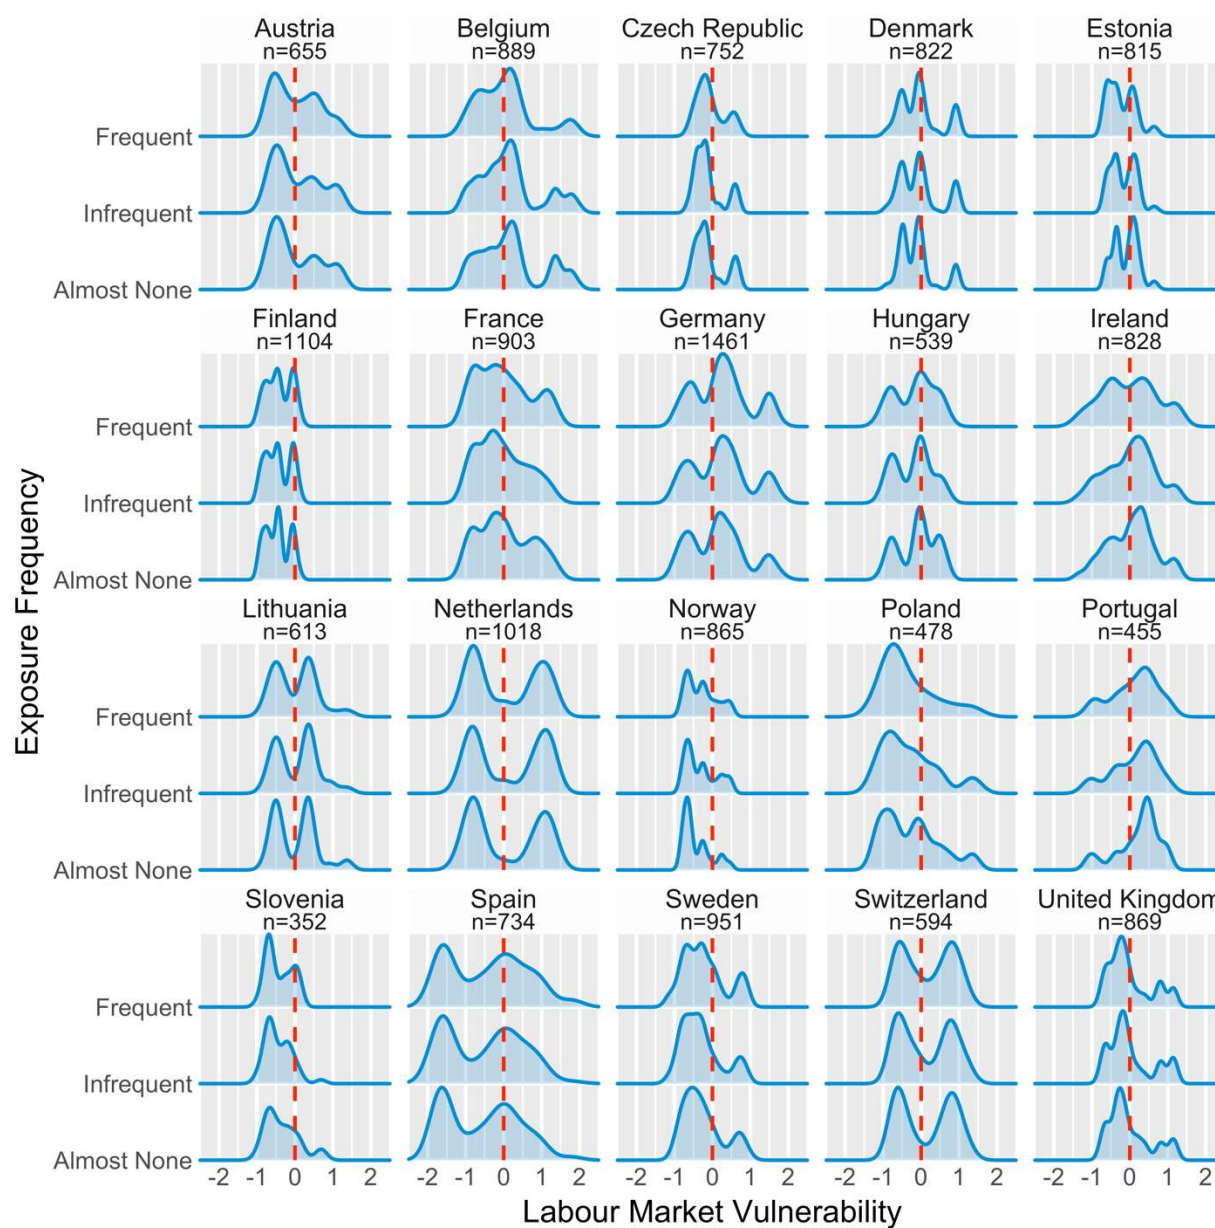 Austria Belgium Czech Republic Denmark Estonia
n=655 n=889 n=752 n=822 n=815
Frequent
Infrequent
Almost None
Finland France Germany Hungary Ireland
n=1104 n=903 n=1461 n=539 n=828
Frequent
Infrequent
Almost None
Lithuania Netherlands Norway Poland Portugal
n=613 n=1018 n=865 n=478 n=455
Frequent
Infrequent
Almost None
Slovenia Spain Sweden Switzerland United Kingdom
n=352 n=734 n=951 n=594 n=869
Frequent
Infrequent
Almost None
-2 -1 0 1 2 -2 -1 0 1 2 -2 -1 0 1 2 -2 -1 0 1 2 -2 -1 0 1 2
Labour Market Vulnerability
Exposure Frequency